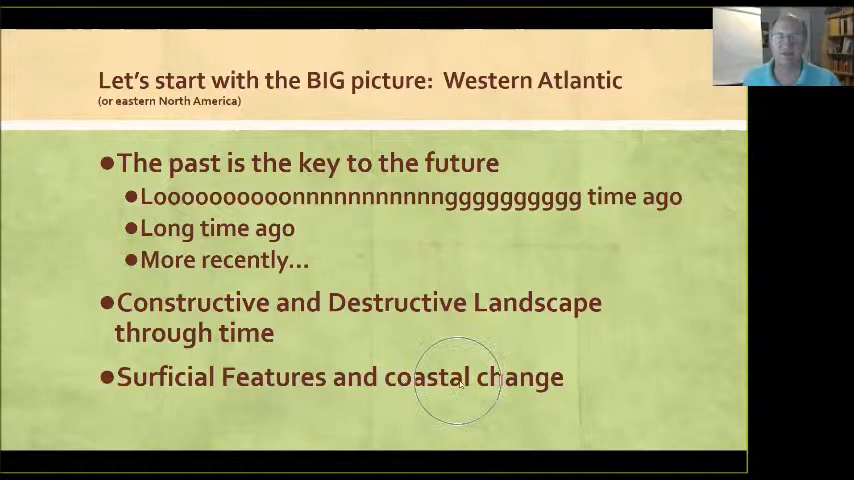 Let's start with the BIG picture: Western Atlantic
(or eastern North America)
●The past is the key to the future
●Loooooooooonnnnnnnnnnnngggggggggg time ago
●Long time ago
●More recently...
●Constructive and Destructive Landscape
through time
●Surficial Features and coastal change